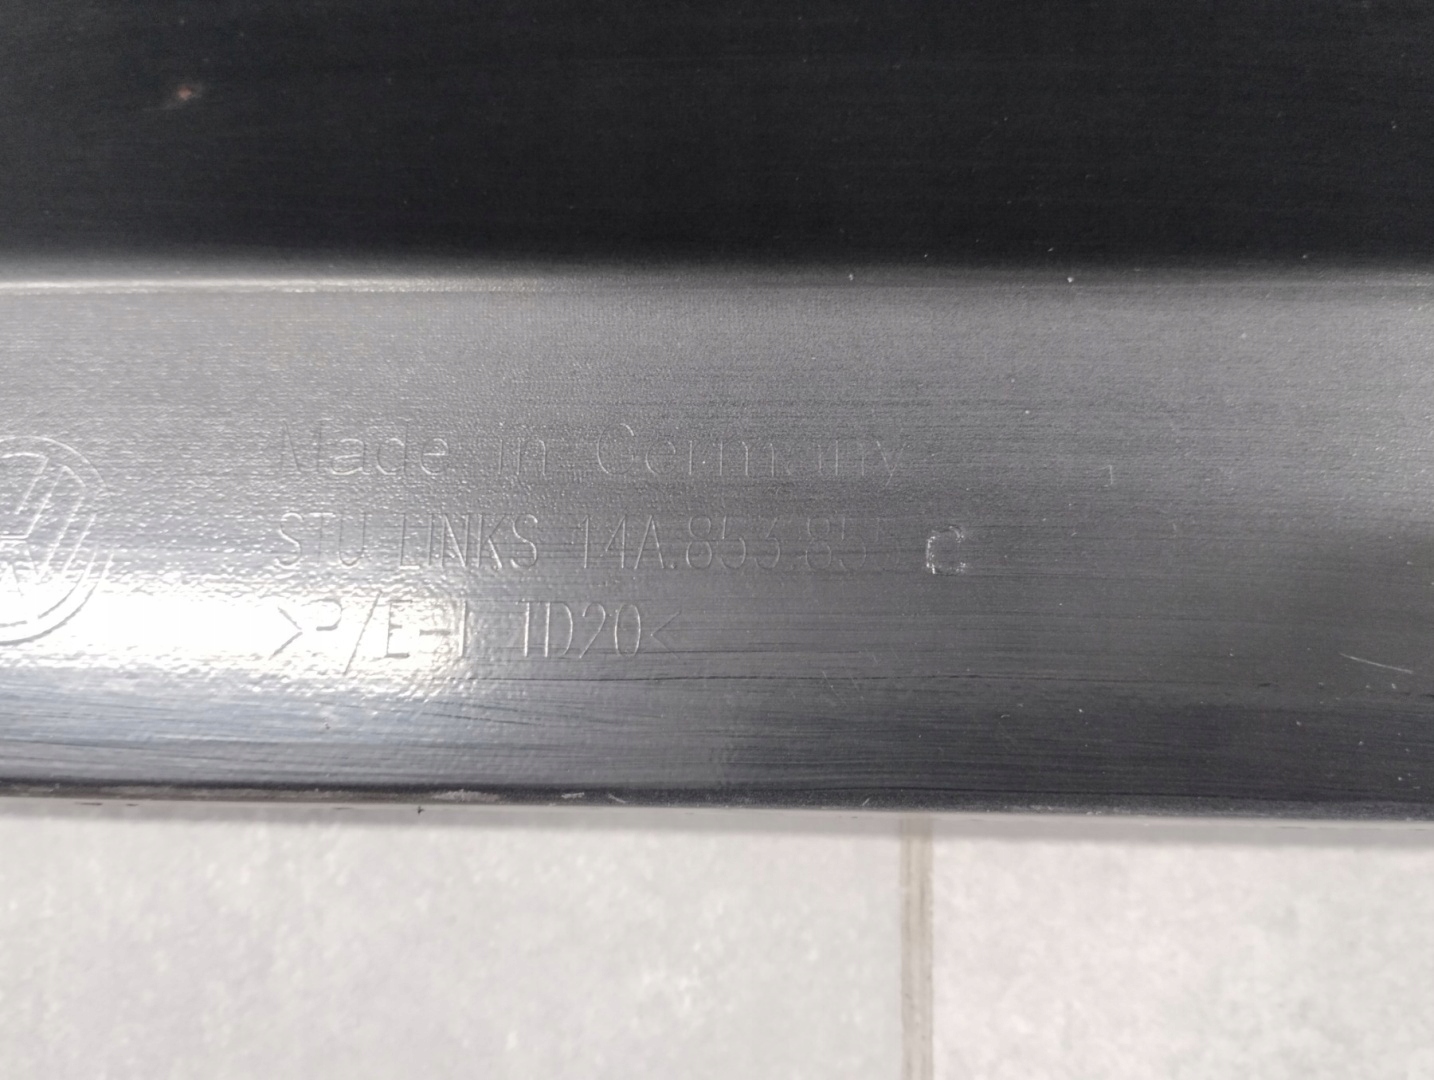 Made in Germany
STU LINKS 14A.853.855 C
>P/E-I TD20<